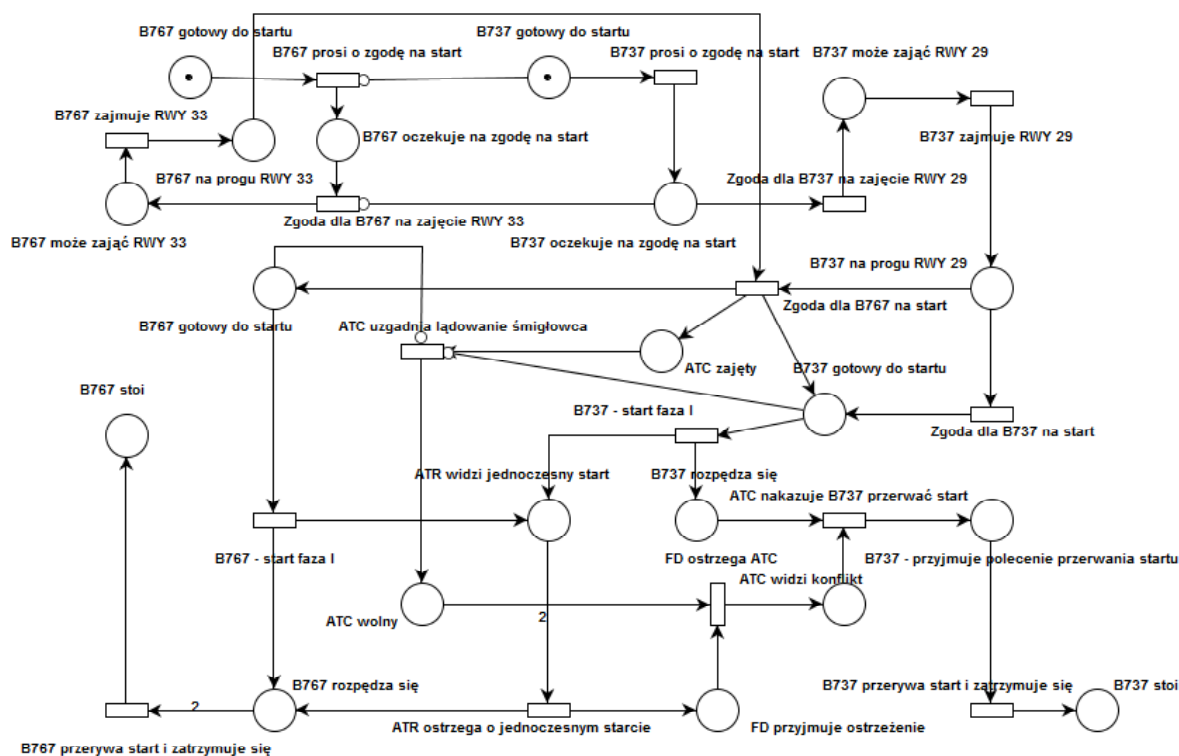 B767 gotowy do startu
B737 gotowy do startu
B767 prosi o zgodę na start
B737 prosi o zgodę na start
B737 może zająć RWY 29
B767 zajmuje RWY 33
B767 oczekuje na zgodę na start
B737 zajmuje RWY 29
B767 na progu RWY 33
Zgoda dla B737 na zajęcie RWY 29
Zgoda dla B767 na zajęcie RWY 33
B767 może zająć RWY 33
B737 oczekuje na zgodę na start
B737 na progu RWY 29
Zgoda dla B767 na start
B767 gotowy do startu
ATC uzgadnia lądowanie śmigłowca
ATC zajęty
B737 gotowy do startu
B767 stoi
B737 - start faza I
Zgoda dla B737 na start
ATR widzi jednoczesny start
B737 rozpędza się
ATC nakazuje B737 przerwać start
B767 - start faza I
FD ostrzega ATC
B737 - przyjmuje polecenie przerwania startu
ATC widzi konflikt
ATC wolny
2
B767 rozpędza się
B737 przerywa start i zatrzymuje się
B737 stoi
2
ATR ostrzega o jednoczesnym starcie
FD przyjmuje ostrzeżenie
B767 przerywa start i zatrzymuje się